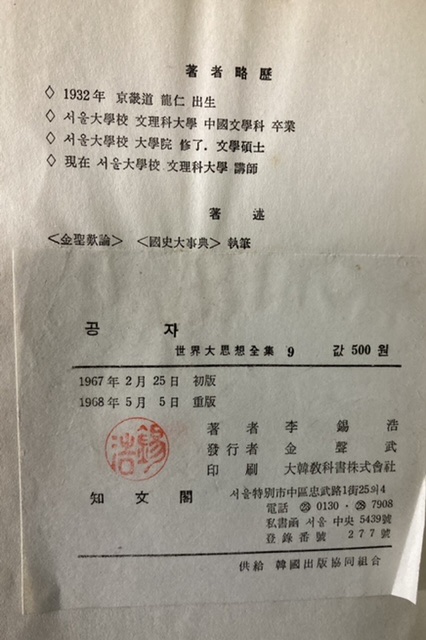 著者略歷
◇ 1932年 京畿道 龍仁 出生
◇ 서울大學校 文理科大學 中國文學科 卒業
◇ 서울大學校 大學院 修了. 文學碩士
◇ 現在 서울大學校 文理科大學 講師
著述
<金聖歎論> <國史大事典> 執筆
공 자
世界大思想全集 9 값 500 원
1967年 2月 25日 初版
1968年 5月 5日 重版
著者 李錫浩
發行者 金聲武
印刷 大韓敎科書株式會社
錫浩
知文閣 서울特別市中區忠武路1街25의4
電話 ㉓ 0130 · ㉘ 7908
私書函 서울 中央 5439號
登錄番號 277號
供給 韓國出版協同組合